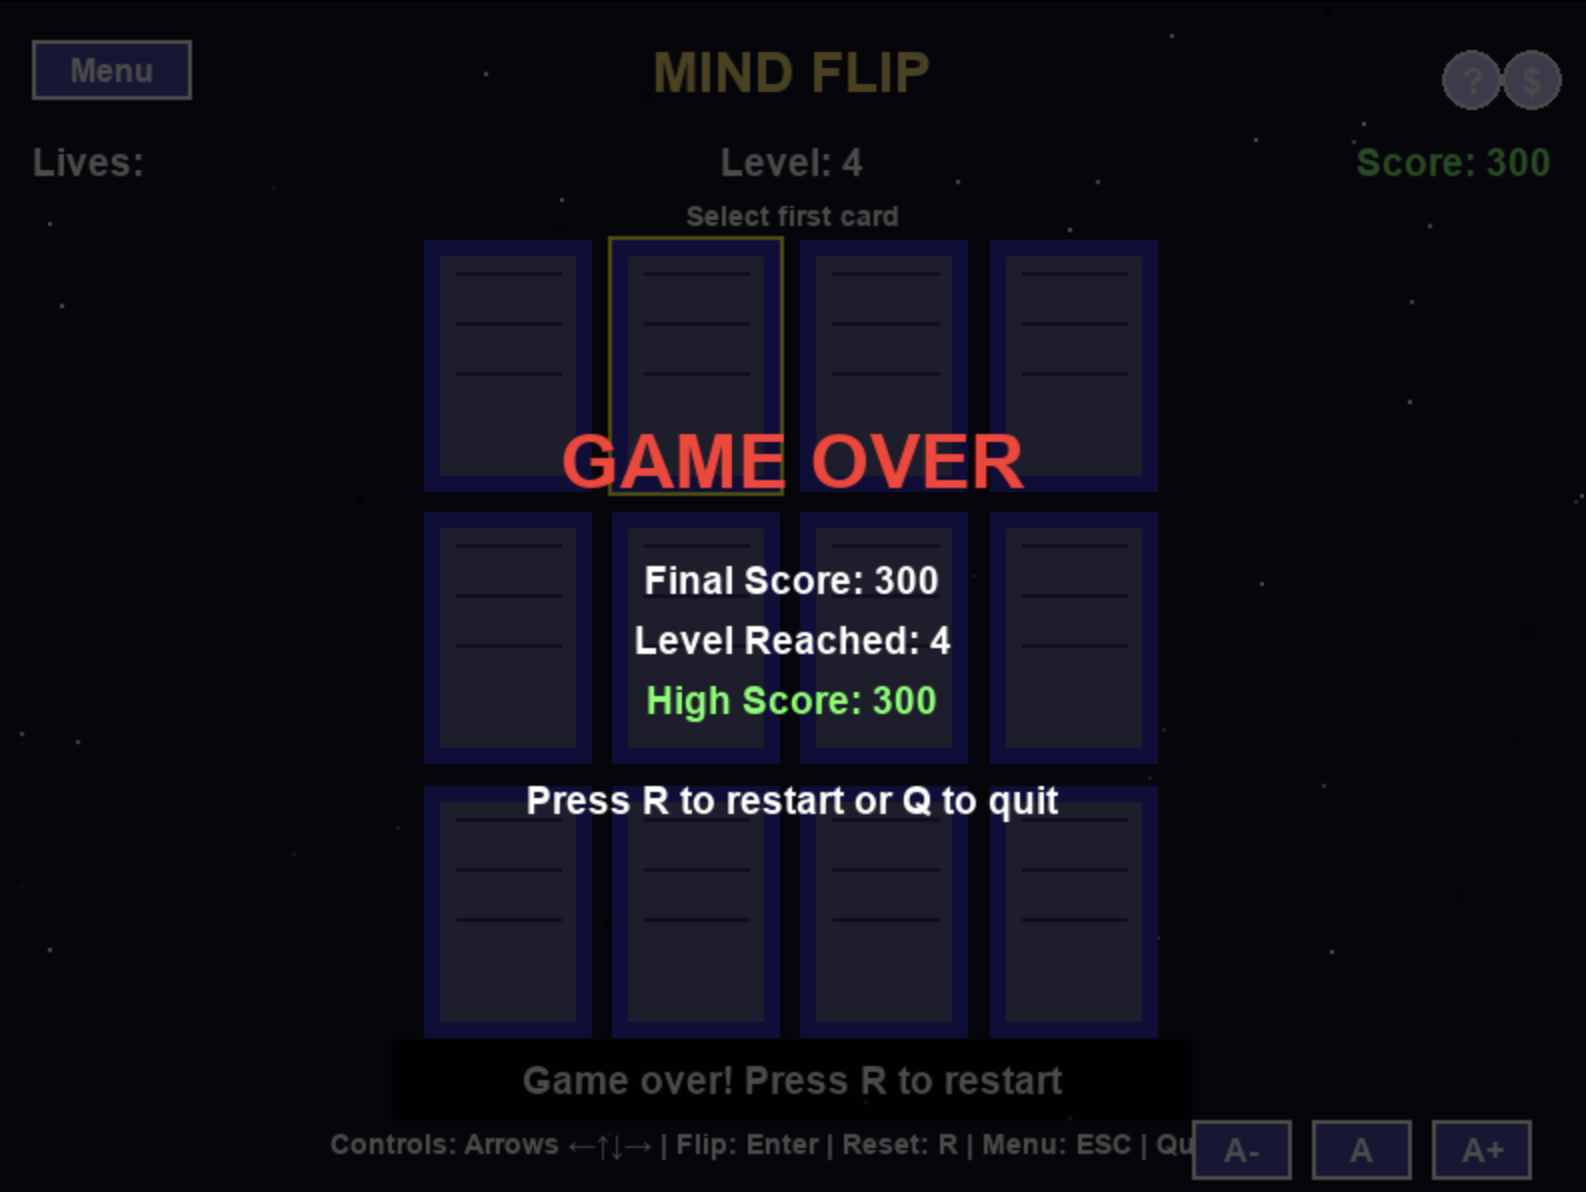 Menu
MIND FLIP
? $
Lives:
Level: 4
Score: 300
Select first card
GAME OVER
Final Score: 300
Level Reached: 4
High Score: 300
Press R to restart or Q to quit
Game over! Press R to restart
Controls: Arrows ←↑↓→ | Flip: Enter | Reset: R | Menu: ESC | Qu
A- A A+